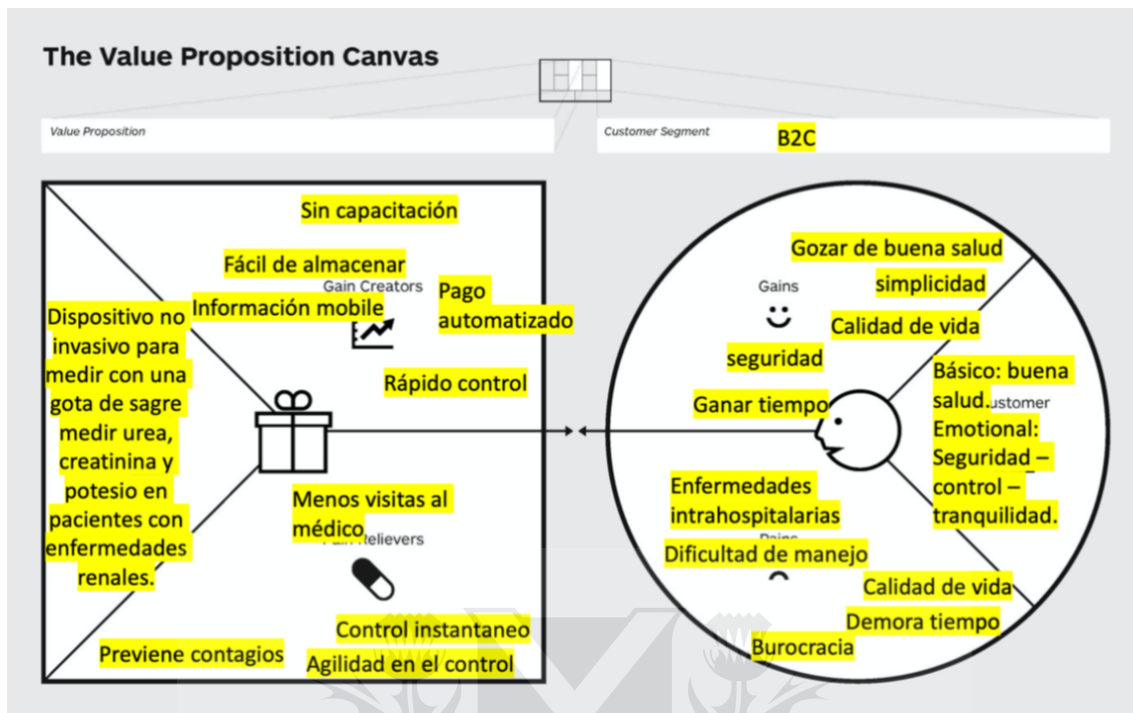 The Value Proposition Canvas
Value Proposition
Customer Segment
B2C
Sin capacitación
Fácil de almacenar
Gain Creators
Información mobile
Pago
automatizado
Rápido control
Dispositivo no
invasivo para
medir con una
gota de sagre
medir urea,
creatinina y
potesio en
pacientes con
enfermedades
renales.
Menos visitas al
médico
Relievers
Control instantaneo
Previene contagios
Agilidad en el control
Gozar de buena salud
Gains
simplicidad
Calidad de vida
seguridad
Ganar tiempo
Básico: buena
salud.ustomer
Emotional:
Seguridad –
control –
tranquilidad.
Enfermedades
intrahospitalarias
Pains
Dificultad de manejo
Calidad de vida
Demora tiempo
Burocracia